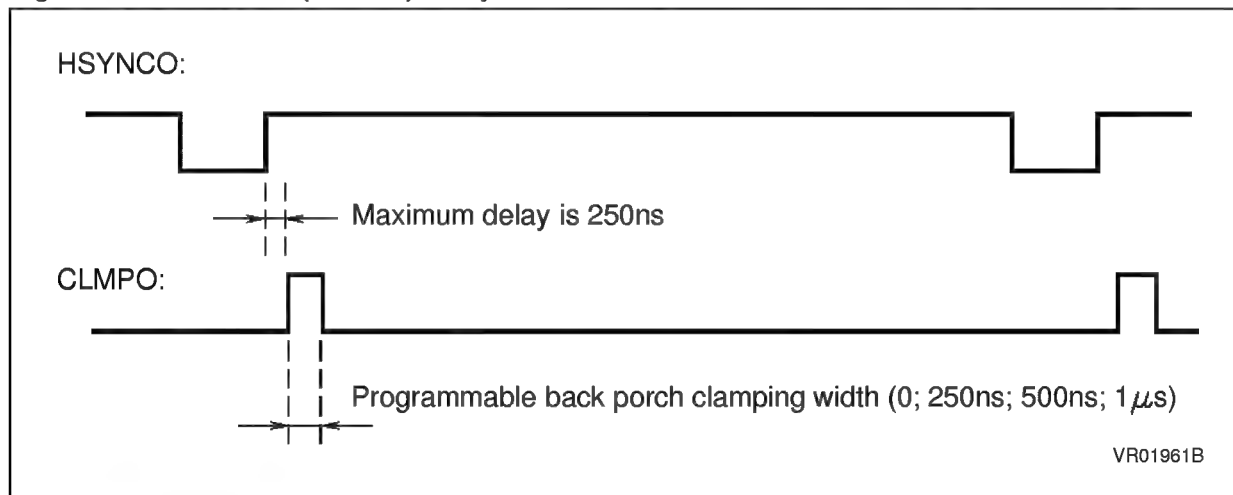 HSYNCO:
Maximum delay is 250ns
CLMPO:
Programmable back porch clamping width (0; 250ns; 500ns; 1μs)
VR01961B